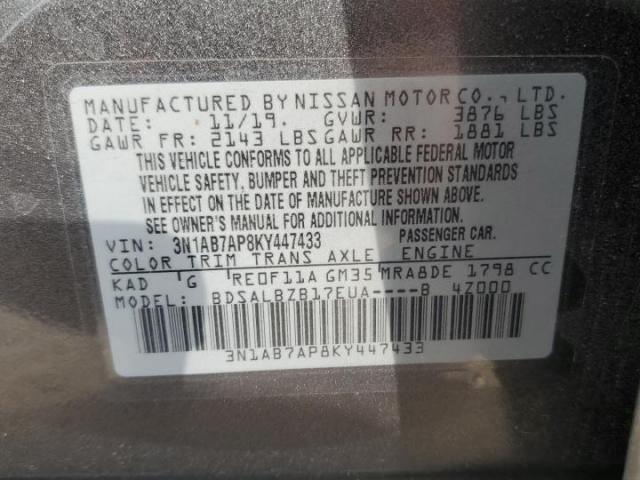 MANUFACTURED BY NISSAN MOTOR CO., LTD.
DATE: 11/19. GVWR: 3876 LBS
GAWR FR: 2143 LBS GAWR RR: 1881 LBS
THIS VEHICLE CONFORMS TO ALL APPLICABLE FEDERAL MOTOR
VEHICLE SAFETY, BUMPER AND THEFT PREVENTION STANDARDS
IN EFFECT ON THE DATE OF MANUFACTURE SHOWN ABOVE.
SEE OWNER'S MANUAL FOR ADDITIONAL INFORMATION.
VIN: 3N1AB7AP8KY447433 PASSENGER CAR.
COLOR TRIM TRANS AXLE ENGINE
KAD G RE0F11A GM35 MRA8DE 1798 CC
MODEL: BDSALBZB17EUA----B 4Z000
3N1AB7AP8KY447433